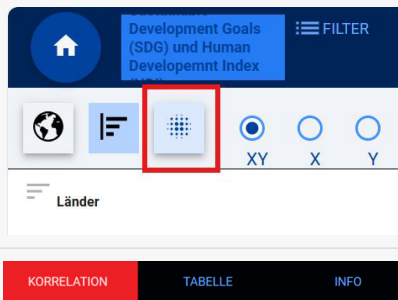 Development Goals
(SDG) und Human
Developemnt Index
FILTER
XY
X
Y
Länder
KORRELATION
TABELLE
INFO